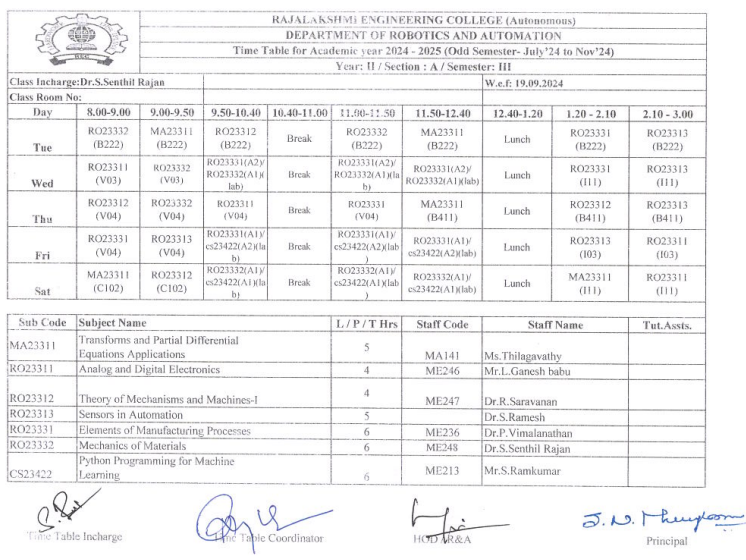 RAJALAKSHMI ENGINEERING COLLEGE (Autonomous)
DEPARTMENT OF ROBOTICS AND AUTOMATION
Time Table for Academic year 2024 - 2025 (Odd Semester- July'24 to Nov'24)
Year: II / Section : A / Semester: III
REC
Class Incharge:Dr.S.Senthil Rajan W.e.f: 19.09.2024
Class Room No:
Day 8.00-9.00 9.00-9.50 9.50-10.40 10.40-11.00 11.00-11.50 11.50-12.40 12.40-1.20 1.20 - 2.10 2.10 - 3.00
Tue RO23332 (B222) MA23311 (B222) RO23312 (B222) Break RO23332 (B222) MA23311 (B222) Lunch RO23331 (B222) RO23313 (B222)
Wed RO23311 (V03) RO23332 (V03) RO23331(A2)/ RO23332(A1)(lab) Break RO23331(A2)/ RO23332(A1)(lab) RO23331(A2)/ RO23332(A1)(lab) Lunch RO23331 (I11) RO23313 (I11)
Thu RO23312 (V04) RO23332 (V04) RO23311 (V04) Break RO23331 (V04) MA23311 (B411) Lunch RO23312 (B411) RO23313 (B411)
Fri RO23331 (V04) RO23313 (V04) RO23331(A1)/ cs23422(A2)(lab) Break RO23331(A1)/ cs23422(A2)(lab) RO23331(A1)/ cs23422(A2)(lab) Lunch RO23313 (I03) RO23311 (I03)
Sat MA23311 (C102) RO23312 (C102) RO23332(A2)/ cs23422(A1)(lab) Break RO23332(A2)/ cs23422(A1)(lab) RO23332(A2)/ cs23422(A1)(lab) Lunch MA23311 (I11) RO23311 (I11)
Sub Code Subject Name L / P / T Hrs Staff Code Staff Name Tut.Assts.
MA23311 Transforms and Partial Differential Equations Applications 5 MA141 Ms.Thilagavathy
RO23311 Analog and Digital Electronics 4 ME246 Mr.L.Ganesh babu
RO23312 Theory of Mechanisms and Machines-I 4 ME247 Dr.R.Saravanan
RO23313 Sensors in Automation 5 Dr.S.Ramesh
RO23331 Elements of Manufacturing Processes 6 ME236 Dr.P.Vimalanathan
RO23332 Mechanics of Materials 6 ME248 Dr.S.Senthil Rajan
CS23422 Python Programming for Machine Learning 6 ME213 Mr.S.Ramkumar
Time Table Incharge Time Table Coordinator HOD /R&A Principal